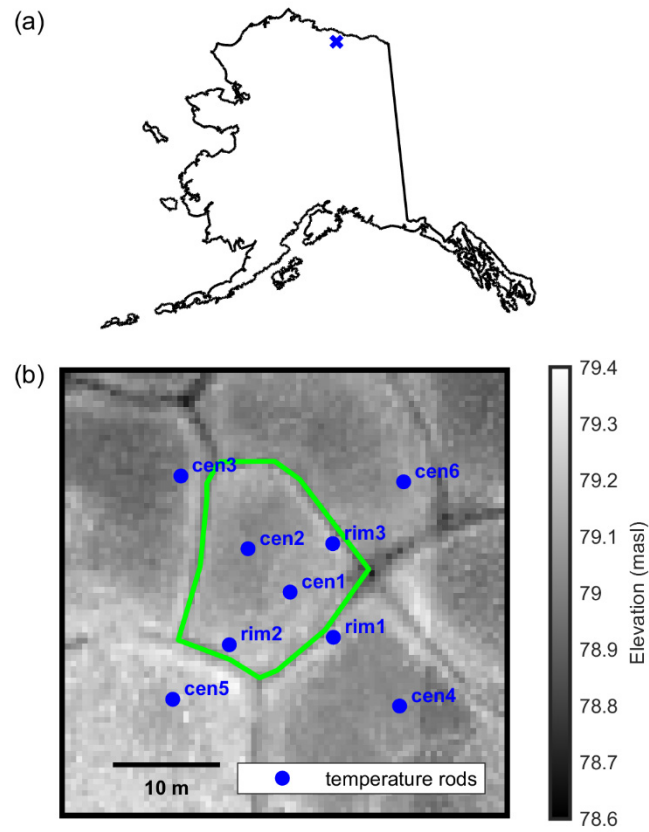 (a)
(b)
79.4
79.3
79.2
79.1
79
78.9
78.8
78.7
78.6
Elevation (masl)
cen3
cen6
cen2
rim3
cen1
rim2
rim1
cen5
cen4
10 m
temperature rods